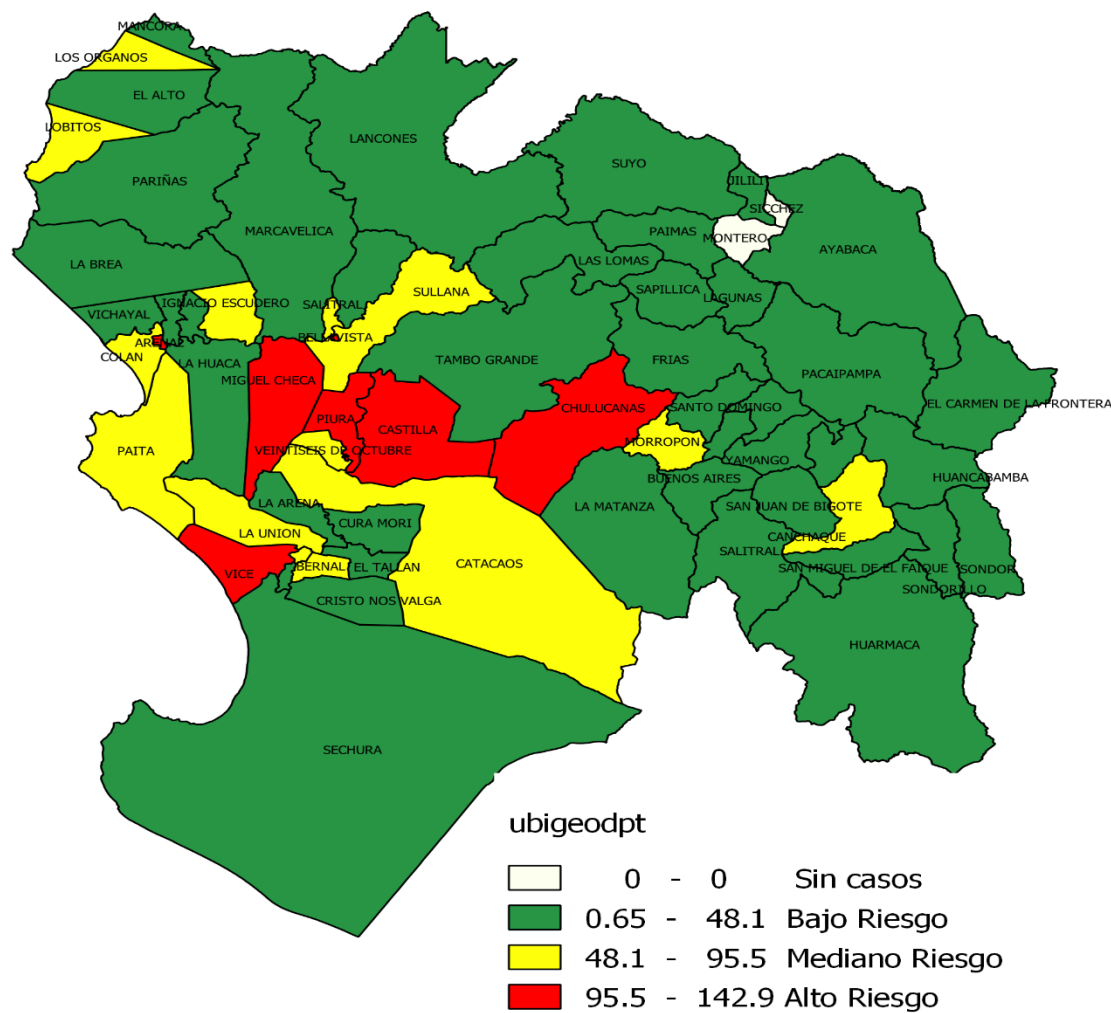 MANCORA
LOS ORGANOS
EL ALTO
LOBITOS
LANCONES
PARIÑAS
SUYO
JILILI
SICCHEZ
MARCAVELICA
PAIMAS
MONTERO
AYABACA
LA BREA
LAS LOMAS
SULLANA
SAPILLICA
LAGUNAS
IGNACIO ESCUDERO
SALITRAL
VICHAYAL
BELLAVISTA
ARENAL
COLAN
LA HUACA
TAMBO GRANDE
FRIAS
PACAIPAMPA
MIGUEL CHECA
EL CARMEN DE LA FRONTERA
CHULUCANAS
SANTO DOMINGO
PIURA
CASTILLA
MORROPON
PAITA
VEINTISEIS DE OCTUBRE
YAMANGO
BUENOS AIRES
HUANCABAMBA
LA ARENA
LA MATANZA
SAN JUAN DE BIGOTE
CURA MORI
LA UNION
CANCHAQUE
SALITRAL
CATACAOS
VICE
BERNAL
EL TALLAN
SAN MIGUEL DE EL FAIQUE
SONDOR
SONDORILLO
CRISTO NOS VALGA
HUARMACA
SECHURA
ubigeodpt
0 - 0 Sin casos
0.65 - 48.1 Bajo Riesgo
48.1 - 95.5 Mediano Riesgo
95.5 - 142.9 Alto Riesgo